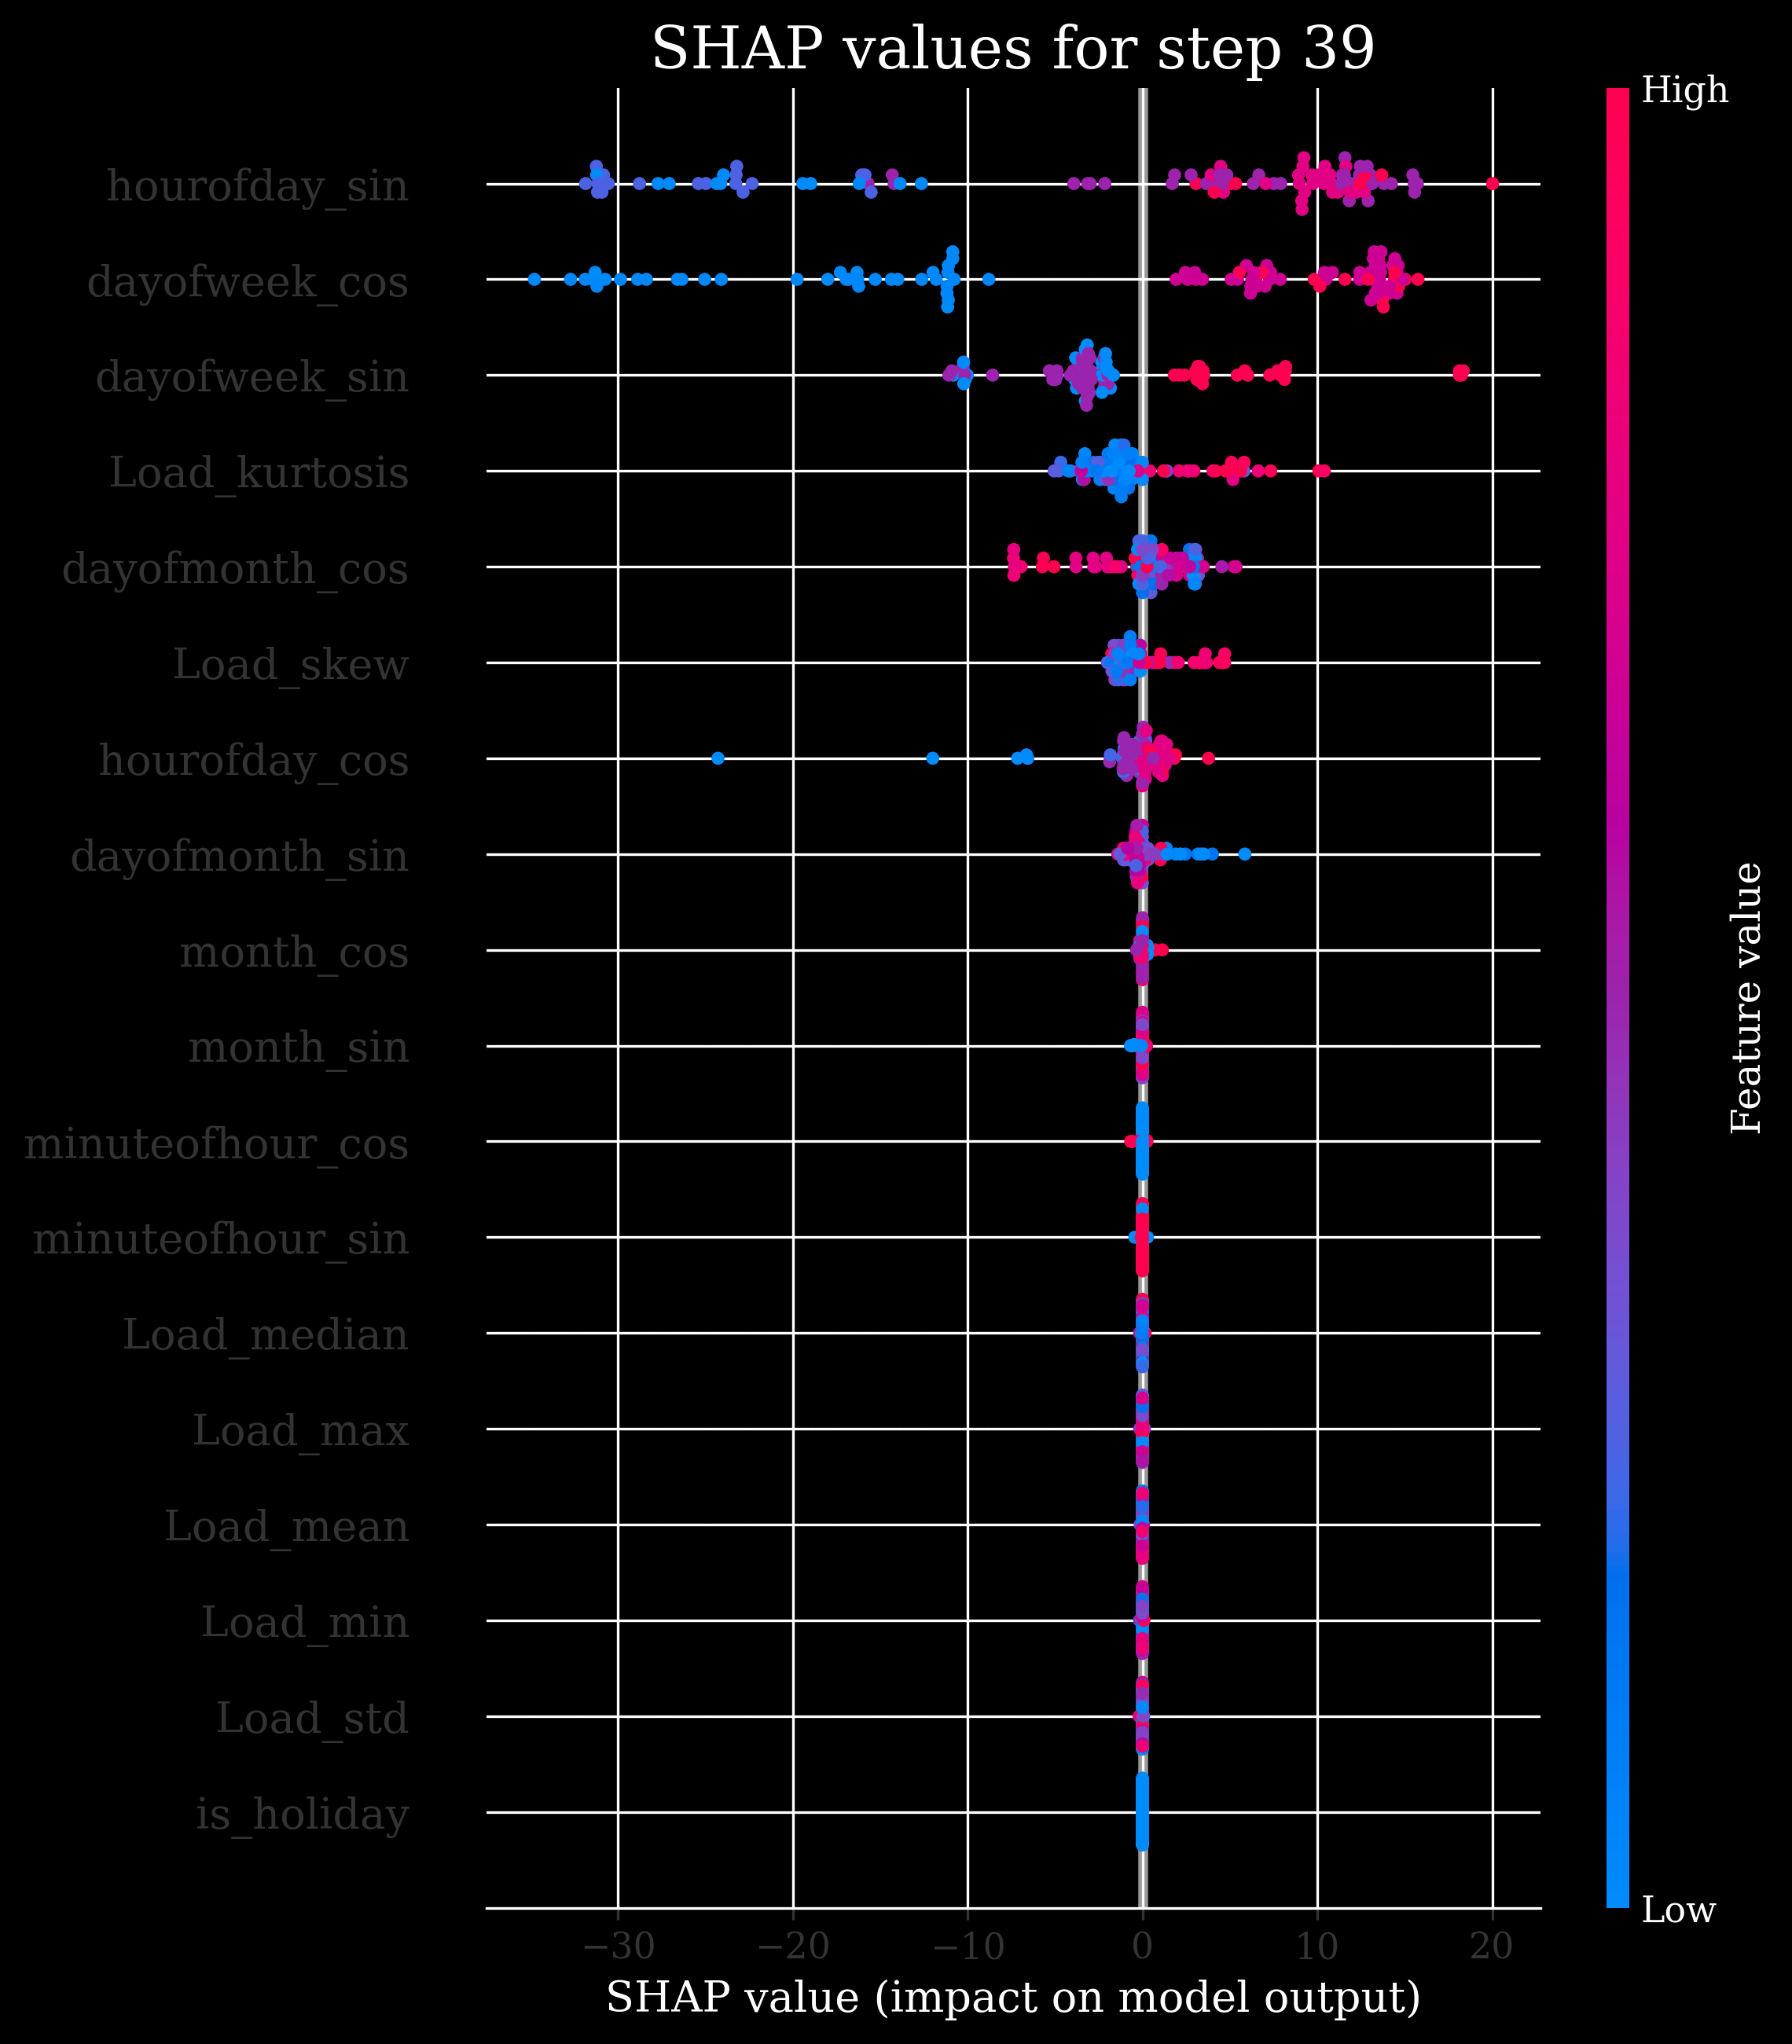 SHAP values for step 39
High
hourofday_sin
dayofweek_cos
dayofweek_sin
Load_kurtosis
dayofmonth_cos
Load_skew
hourofday_cos
dayofmonth_sin
month_cos
month_sin
minuteofhour_cos
minuteofhour_sin
Load_median
Load_max
Load_mean
Load_min
Load_std
is_holiday
Feature value
Low
−30 −20 −10 0 10 20
SHAP value (impact on model output)